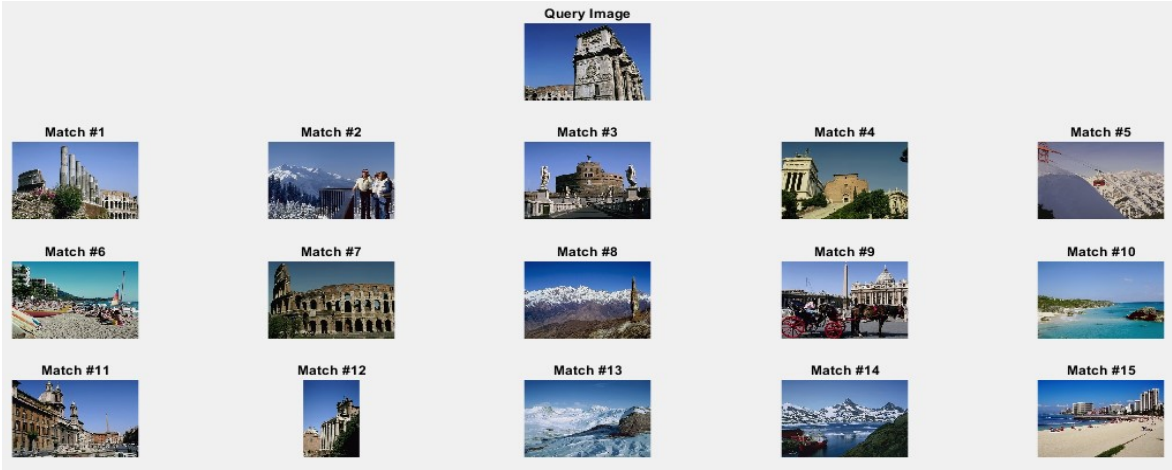 Query Image
Match #1 Match #2 Match #3 Match #4 Match #5
Match #6 Match #7 Match #8 Match #9 Match #10
Match #11 Match #12 Match #13 Match #14 Match #15